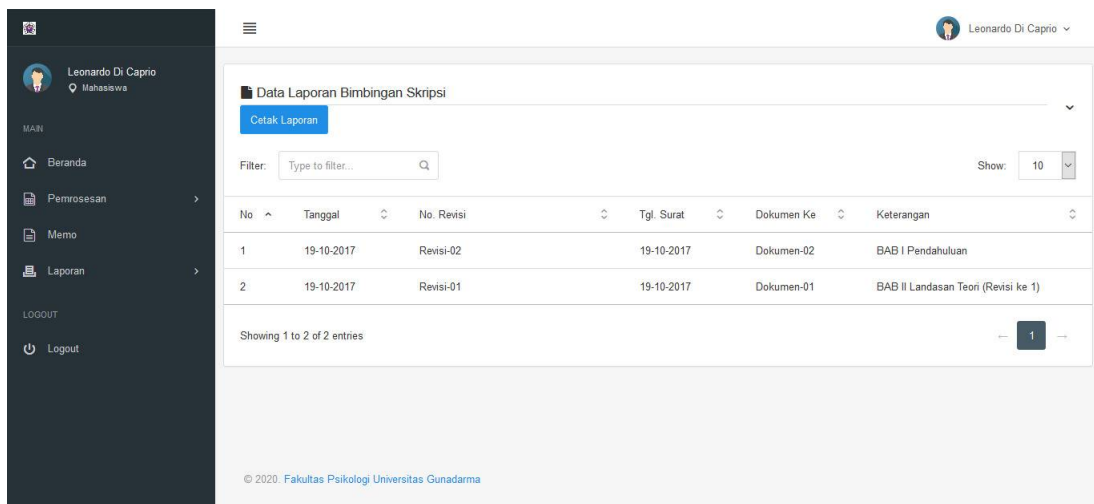 Leonardo Di Caprio
Leonardo Di Caprio
Mahasiswa
MAIN
Beranda
Pemrosesan
Memo
Laporan
LOGOUT
Logout
Data Laporan Bimbingan Skripsi
Cetak Laporan
Filter: Type to filter... Show: 10
No Tanggal No. Revisi Tgl. Surat Dokumen Ke Keterangan
1 19-10-2017 Revisi-02 19-10-2017 Dokumen-02 BAB I Pendahuluan
2 19-10-2017 Revisi-01 19-10-2017 Dokumen-01 BAB II Landasan Teori (Revisi ke 1)
Showing 1 to 2 of 2 entries ← 1 →
© 2020. Fakultas Psikologi Universitas Gunadarma